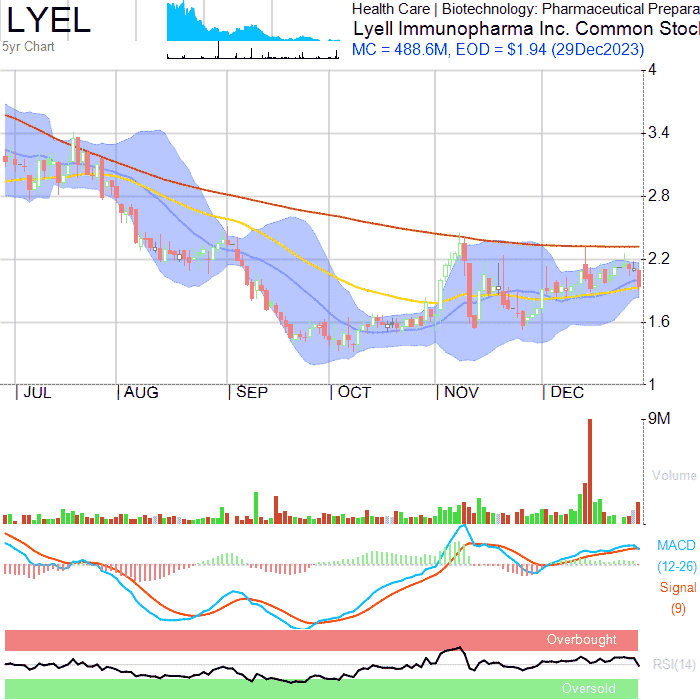 LYEL
5yr Chart
Health Care | Biotechnology: Pharmaceutical Prepara
Lyell Immunopharma Inc. Common Stoc
MC = 488.6M, EOD = $1.94 (29Dec2023)
4
3.4
2.8
2.2
1.6
1
JUL AUG SEP OCT NOV DEC
9M
Volume
MACD
(12-26)
Signal
(9)
Overbought
RSI(14)
Oversold